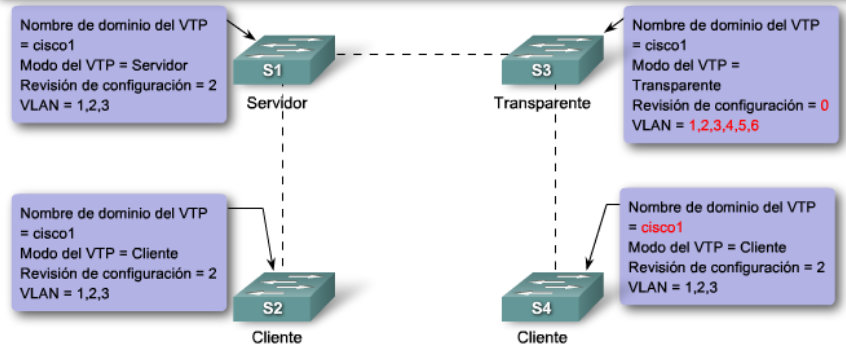 Nombre de dominio del VTP
= cisco1
Modo del VTP = Servidor
Revisión de configuración = 2
VLAN = 1,2,3
S1
Servidor
S3
Transparente
Nombre de dominio del VTP
= cisco1
Modo del VTP =
Transparente
Revisión de configuración = 0
VLAN = 1,2,3,4,5,6
Nombre de dominio del VTP
= cisco1
Modo del VTP = Cliente
Revisión de configuración = 2
VLAN = 1,2,3
S2
Cliente
S4
Cliente
Nombre de dominio del VTP
= cisco1
Modo del VTP = Cliente
Revisión de configuración = 2
VLAN = 1,2,3